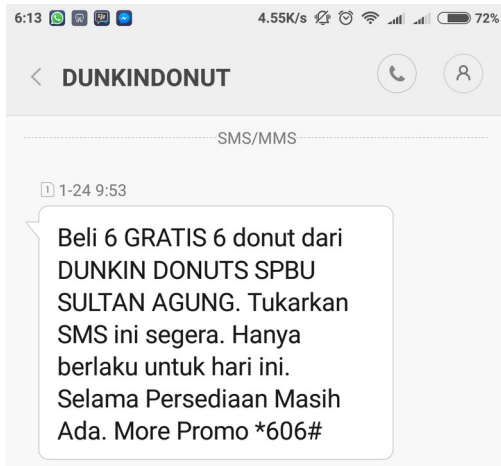 6:13 4.55K/s 72%
DUNKINDONUT
SMS/MMS
1 1-24 9:53
Beli 6 GRATIS 6 donut dari
DUNKIN DONUTS SPBU
SULTAN AGUNG. Tukarkan
SMS ini segera. Hanya
berlaku untuk hari ini.
Selama Persediaan Masih
Ada. More Promo *606#